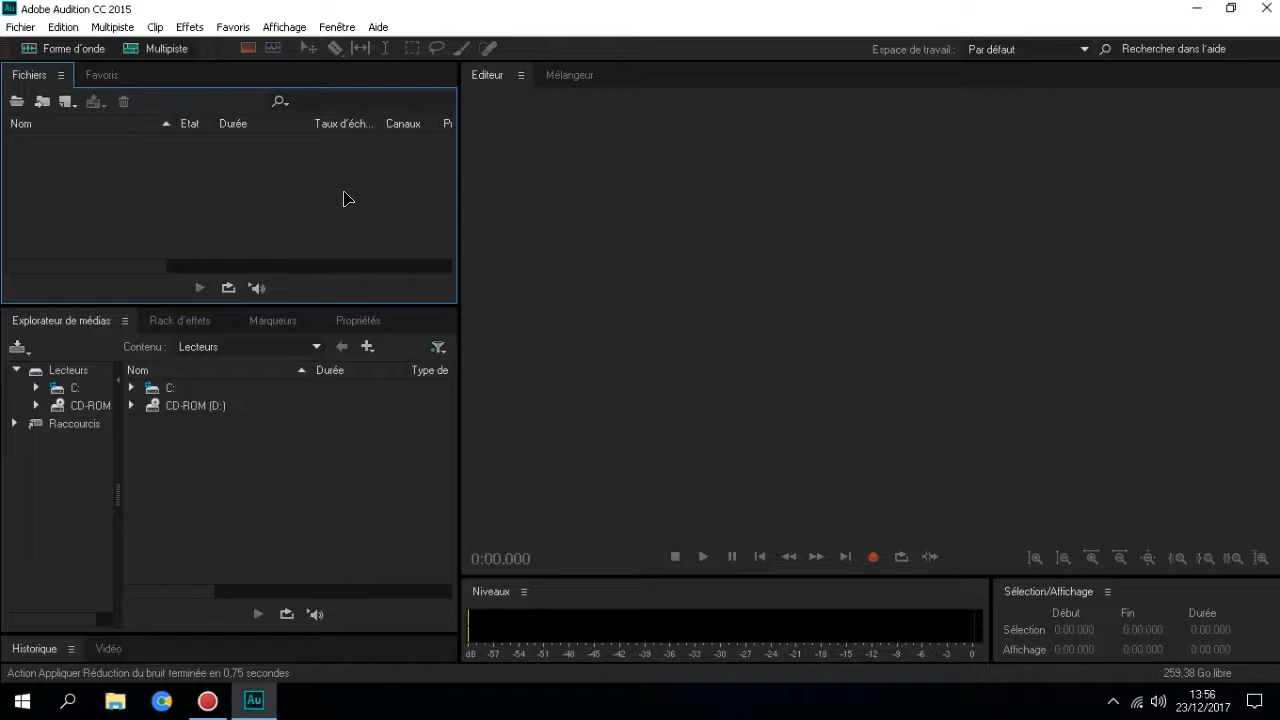 Adobe Audition CC 2015
Fichier Edition Multipiste Clip Effets Favoris Affichage Fenêtre Aide
Forme d'onde Multipiste Espace de travail : Par défaut Rechercher dans l'aide
Fichiers Favoris
Nom Etat Durée Taux d'éch... Canaux
Editeur Mélangeur
Explorateur de médias Rack d'effets Marqueurs Propriétés
Contenu : Lecteurs
Lecteurs
C:
CD-ROM
Raccourcis
Nom Durée Type de
C:
CD-ROM (D:)
0:00.000
Niveaux
dB -57 -54 -51 -48 -45 -42 -39 -36 -33 -30 -27 -24 -21 -18 -15 -12 -9 -6 -3 0
Sélection/Affichage
Début Fin Durée
Sélection 0:00.000 0:00.000 0:00.000
Affichage 0:00.000 0:00.000 0:00.000
Historique Vidéo
Action Appliquer Réduction du bruit terminée en 0,75 secondes
259,38 Go libre
Au
13:56
23/12/2017